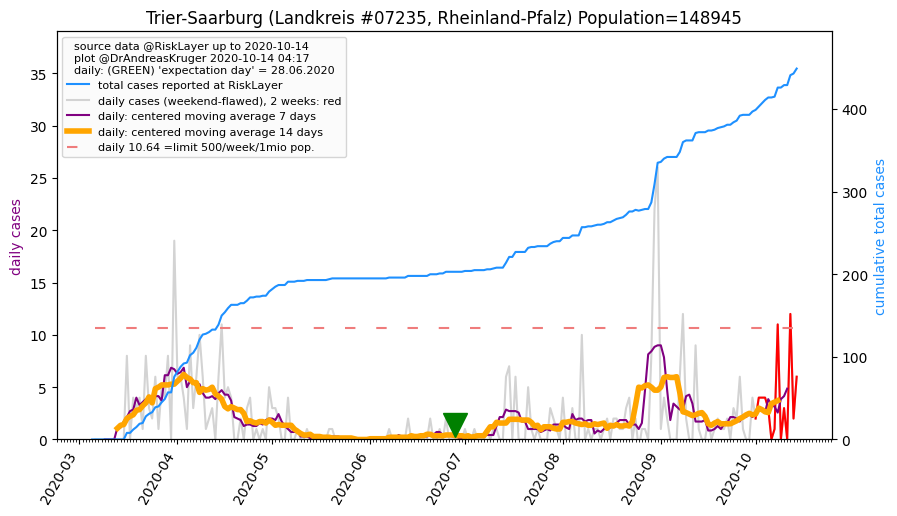 Trier-Saarburg (Landkreis #07235, Rheinland-Pfalz) Population=148945
source data @RiskLayer up to 2020-10-14
plot @DrAndreasKruger 2020-10-14 04:17
daily: (GREEN) 'expectation day' = 28.06.2020
total cases reported at RiskLayer
daily cases (weekend-flawed), 2 weeks: red
daily: centered moving average 7 days
daily: centered moving average 14 days
daily 10.64 =limit 500/week/1mio pop.
daily cases
35
30
25
20
15
10
5
0
cumulative total cases
400
300
200
100
0
2020-03
2020-04
2020-05
2020-06
2020-07
2020-08
2020-09
2020-10